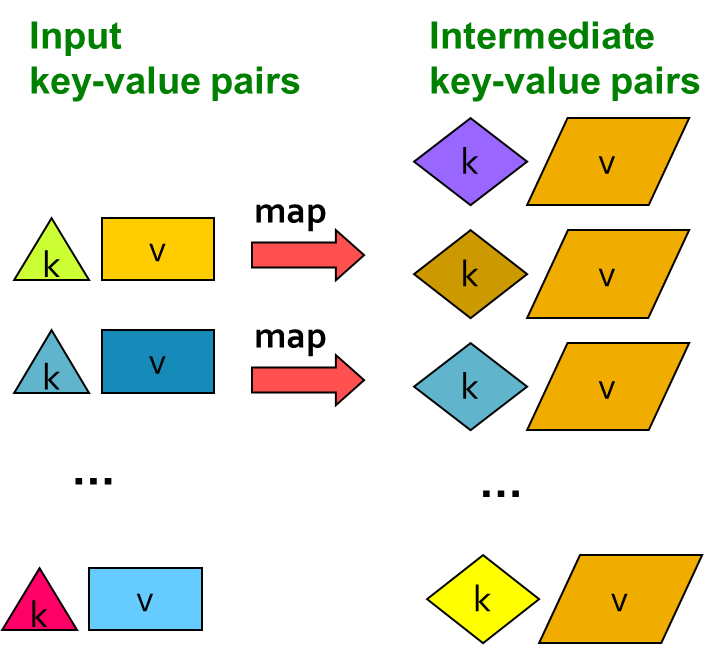 Input
key-value pairs
Intermediate
key-value pairs
k v
map
k v
k v
map
k v
k v
...
...
k v
k v